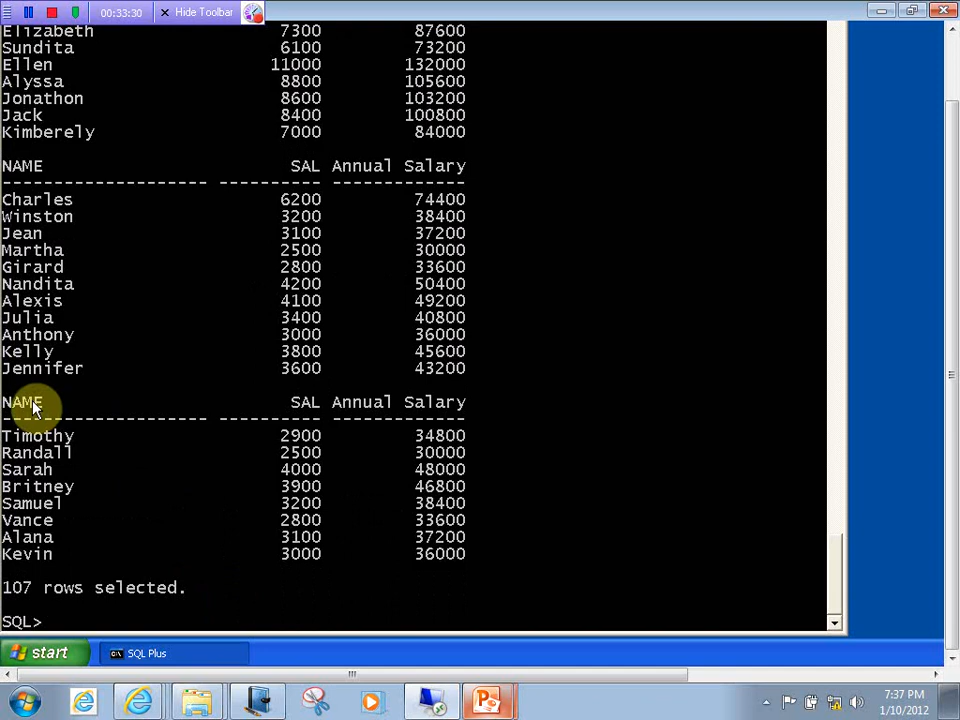 00:33:30 Hide Toolbar
Elizabeth 7300 87600
Sundita 6100 73200
Ellen 11000 132000
Alyssa 8800 105600
Jonathon 8600 103200
Jack 8400 100800
Kimberely 7000 84000
NAME SAL Annual Salary
-------------------- ---------- -------------
Charles 6200 74400
Winston 3200 38400
Jean 3100 37200
Martha 2500 30000
Girard 2800 33600
Nandita 4200 50400
Alexis 4100 49200
Julia 3400 40800
Anthony 3000 36000
Kelly 3800 45600
Jennifer 3600 43200
NAME SAL Annual Salary
-------------------- ---------- -------------
Timothy 2900 34800
Randall 2500 30000
Sarah 4000 48000
Britney 3900 46800
Samuel 3200 38400
Vance 2800 33600
Alana 3100 37200
Kevin 3000 36000
107 rows selected.
SQL>
start SQL Plus
7:37 PM
1/10/2012